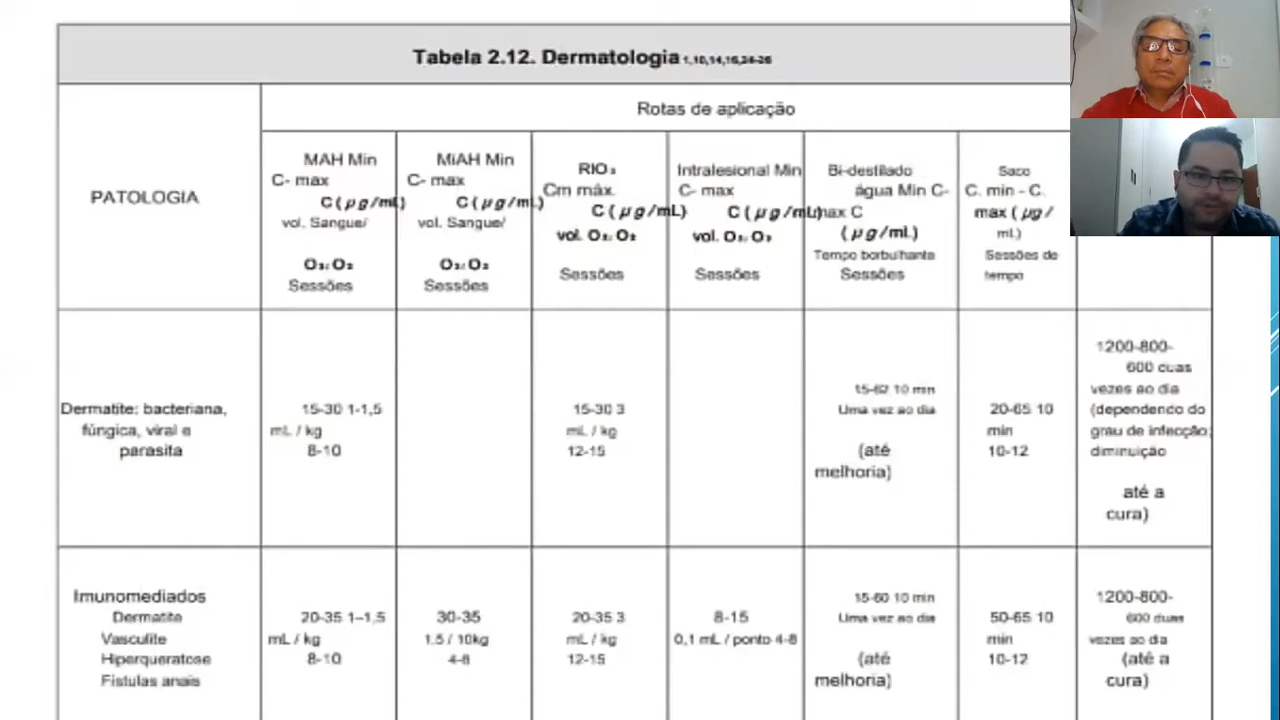 Tabela 2.12. Dermatologia 1,10,14,16,24-26
PATOLOGIA
Rotas de aplicação
MAH Min
C- max
C ( µg/mL)
vol. Sangue/
O₃/ O₂
Sessões
MiAH Min
C- max
C ( µg/mL)
vol. Sangue/
O₃/ O₂
Sessões
RIO₃
Cm máx.
C ( µg/mL)
vol. O₃/ O₂
Sessões
Intralesional Min
C- max
C ( µg/mL)
vol. O₃/ O₂
Sessões
Bi-destilado
água Min C-
max C
( µg/mL)
Tempo borbulhante
Sessões
Saco
C. min - C.
max ( µg /
mL)
Sessões de
tempo
Dermatite: bacteriana,
fúngica, viral e
parasita
15-30 1-1,5
mL / kg
8-10
15-30 3
mL / kg
12-15
10 min
Uma vez ao dia
(até
melhoria)
20-65 10
min
10-12
1200-800-
600 duas
vezes ao dia
(dependendo do
grau de infecção;
diminuição
até a
cura)
Imunomediados
Dermatite
Vasculite
Hiperqueratose
Fístulas anais
20-35 1–1,5
mL / kg
8-10
30-35
1.5 / 10kg
4-8
20-35 3
mL / kg
12-15
8-15
0,1 mL / ponto 4-8
15-60 10 min
Uma vez ao dia
(até
melhoria)
50-65 10
min
10-12
1200-800-
600 duas
vezes ao dia
(até a
cura)